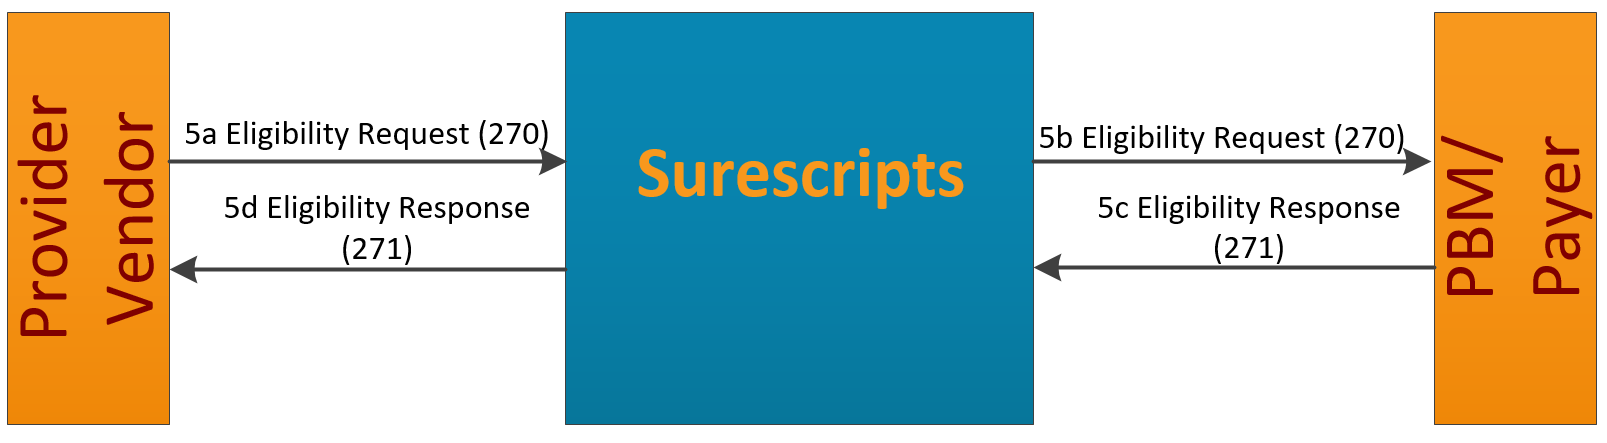 Provider
Vendor
5a Eligibility Request (270)
5d Eligibility Response
(271)
Surescripts
5b Eligibility Request (270)
5c Eligibility Response
(271)
PBM/
Payer